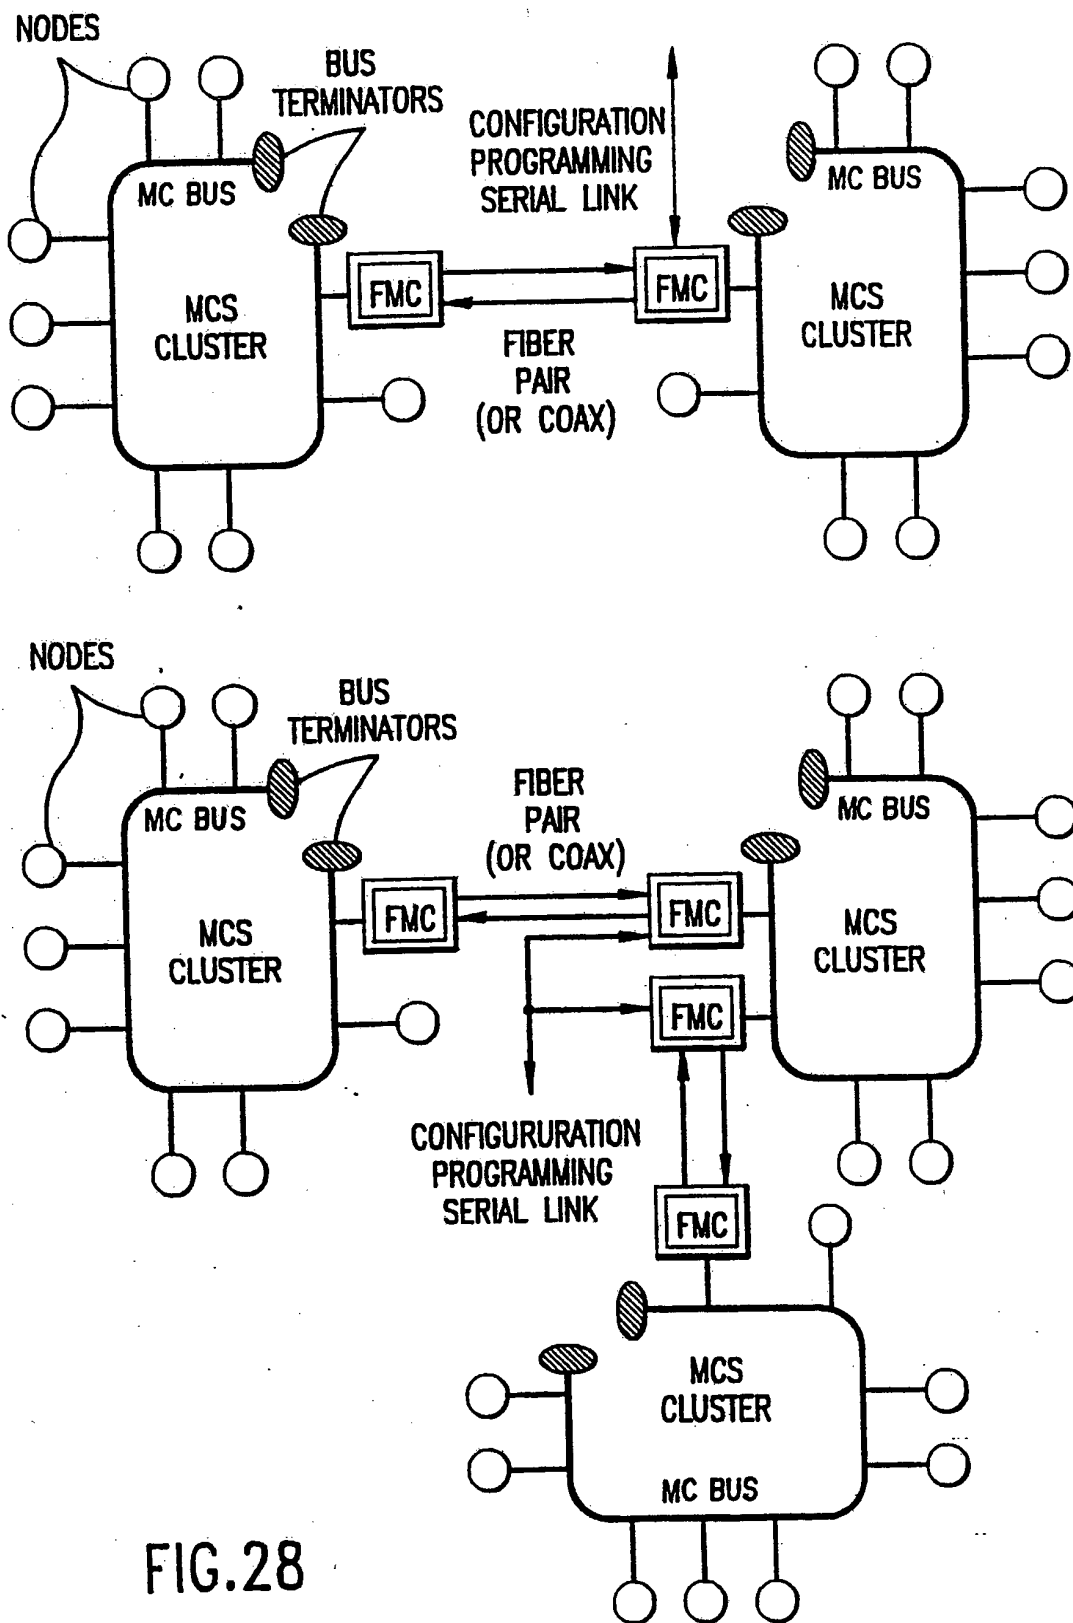 NODES
BUS
TERMINATORS
CONFIGURATION
PROGRAMMING
SERIAL LINK
MC BUS
MC BUS
FMC
FMC
MCS
CLUSTER
MCS
CLUSTER
FIBER
PAIR
(OR COAX)
NODES
BUS
TERMINATORS
FIBER
PAIR
(OR COAX)
MC BUS
MC BUS
FMC
FMC
MCS
CLUSTER
MCS
CLUSTER
FMC
CONFIGURURATION
PROGRAMMING
SERIAL LINK
FMC
MCS
CLUSTER
MC BUS
FIG.28